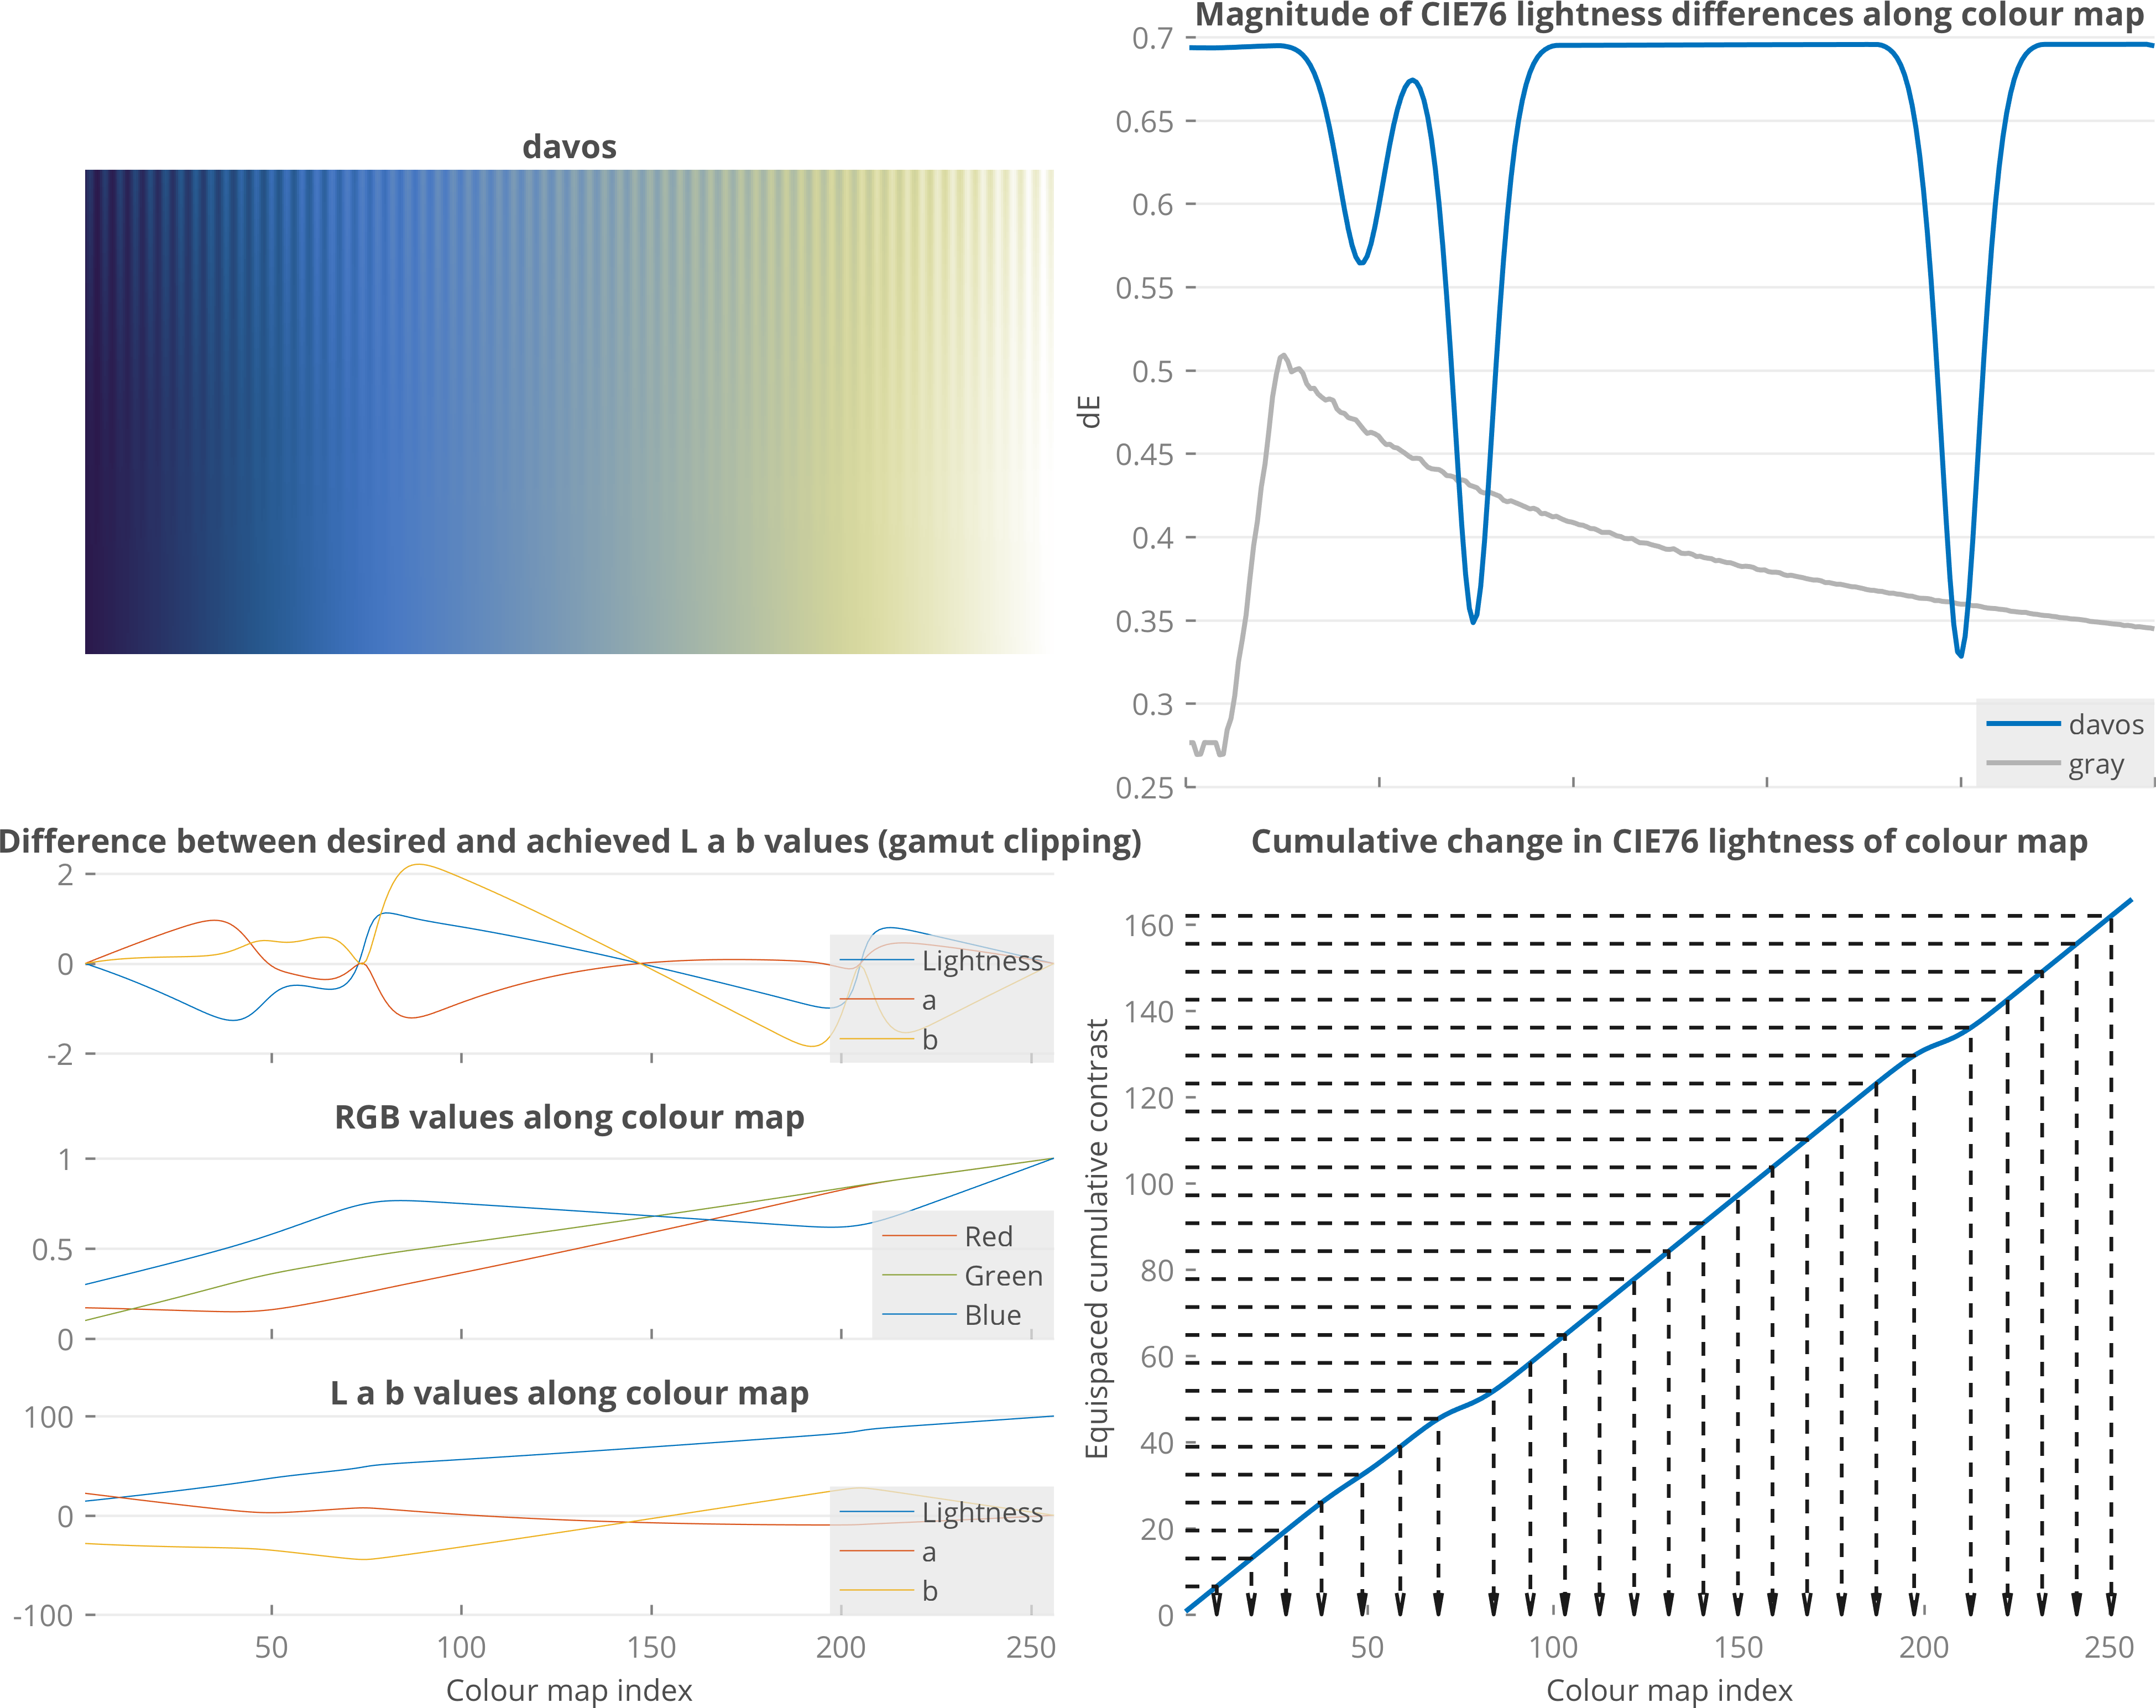 Magnitude of CIE76 lightness differences along colour map
0.7
0.65
0.6
0.55
0.5
0.45
0.4
0.35
0.3
0.25
dE
davos
gray
davos
Difference between desired and achieved L a b values (gamut clipping)
2
0
-2
Lightness
a
b
RGB values along colour map
1
0.5
0
Red
Green
Blue
L a b values along colour map
100
0
-100
Lightness
a
b
50 100 150 200 250
Colour map index
Cumulative change in CIE76 lightness of colour map
160
140
120
100
80
60
40
20
0
Equispaced cumulative contrast
50 100 150 200 250
Colour map index